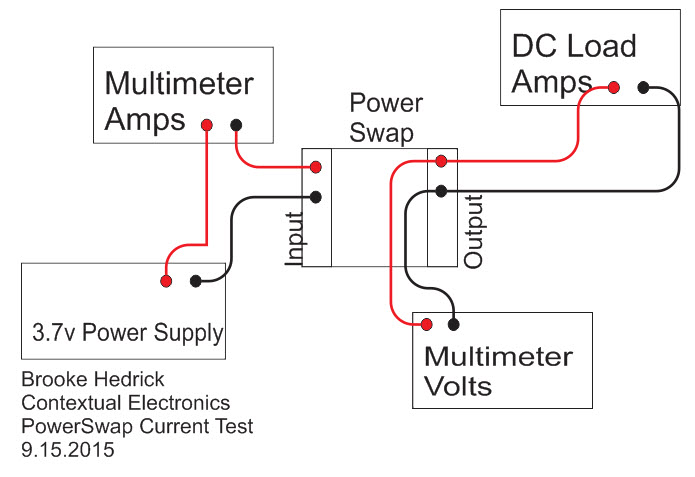 DC Load
Amps
Multimeter
Amps
Power
Swap
Input
Output
3.7v Power Supply
Multimeter
Volts
Brooke Hedrick
Contextual Electronics
PowerSwap Current Test
9.15.2015